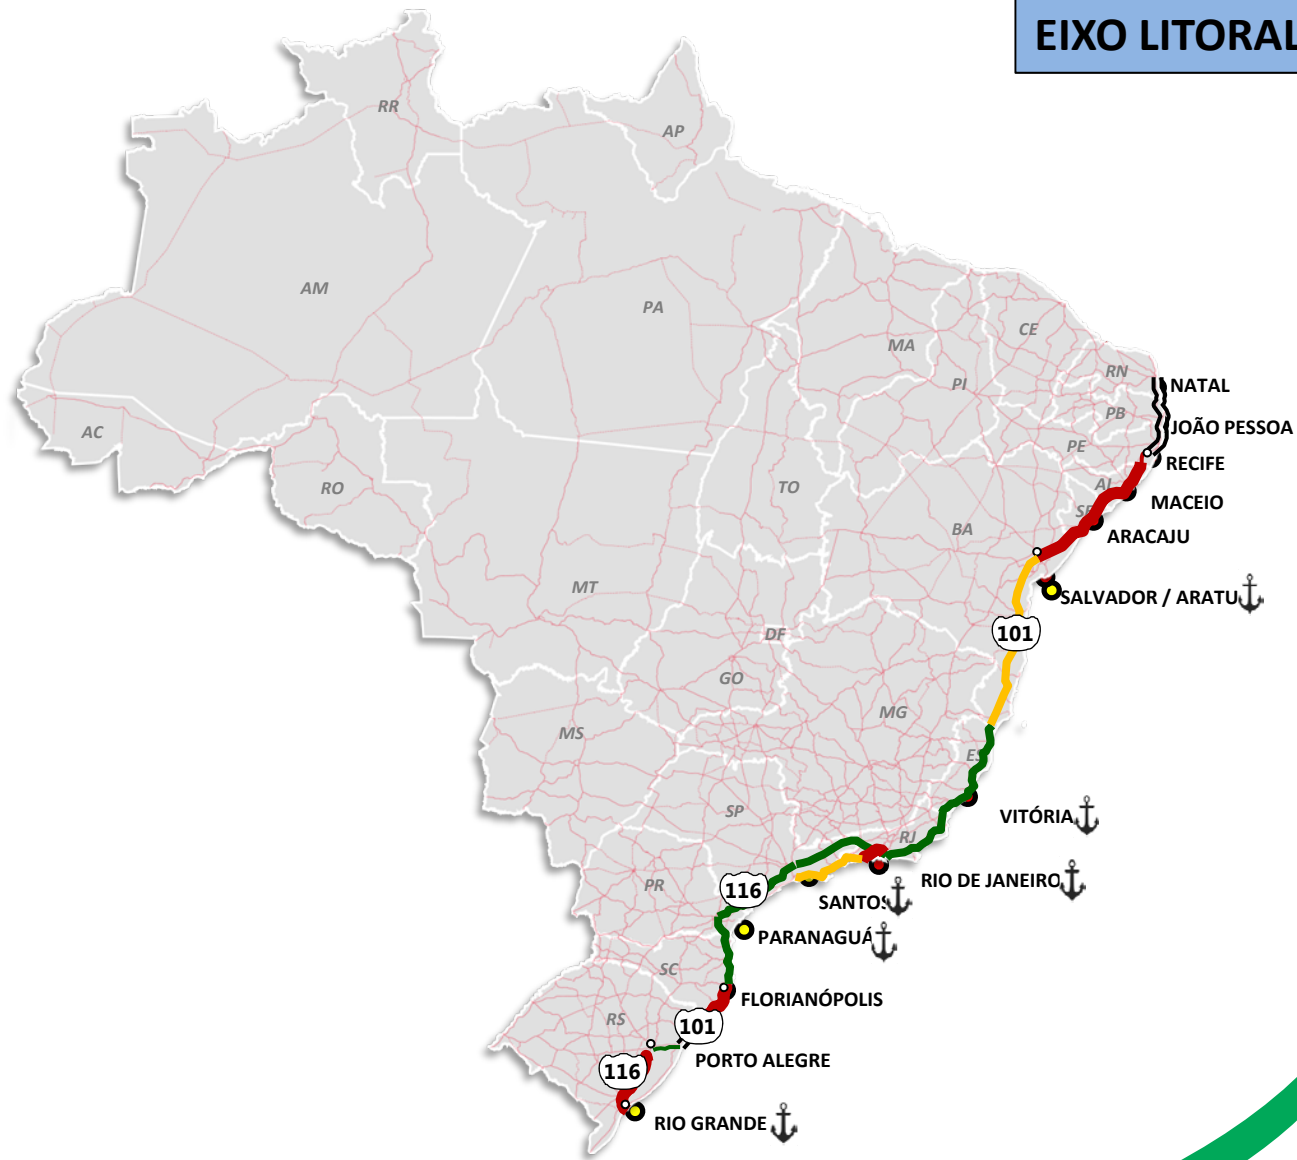 EIXO LITORAL
RR
AP
AM
PA
CE
MA
RN
NATAL
PI
PB
JOÃO PESSOA
AC
PE
RECIFE
RO
TO
AL
MACEIO
SE
BA
ARACAJU
MT
SALVADOR / ARATU
DF
101
GO
MG
MS
ES
SP
VITÓRIA
RJ
PR
116
RIO DE JANEIRO
SANTOS
PARANAGUÁ
SC
FLORIANÓPOLIS
RS
101
PORTO ALEGRE
116
RIO GRANDE